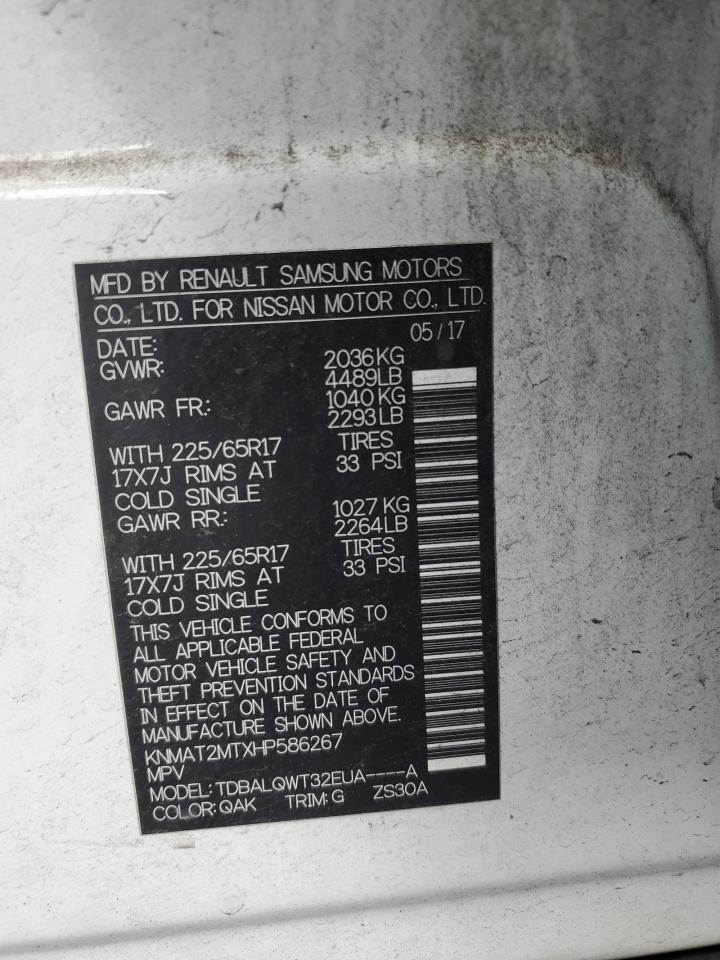 MFD BY RENAULT SAMSUNG MOTORS
CO., LTD. FOR NISSAN MOTOR CO., LTD.
DATE: 05/17
GVWR: 2036KG
4489LB
GAWR FR.: 1040 KG
2293LB
WITH 225/65R17 TIRES
17X7J RIMS AT 33 PSI
COLD SINGLE
GAWR RR.: 1027 KG
2264LB
WITH 225/65R17 TIRES
17X7J RIMS AT 33 PSI
COLD SINGLE
THIS VEHICLE CONFORMS TO
ALL APPLICABLE FEDERAL
MOTOR VEHICLE SAFETY AND
THEFT PREVENTION STANDARDS
IN EFFECT ON THE DATE OF
MANUFACTURE SHOWN ABOVE.
KNMAT2MTXHP586267
MPV
MODEL: TDBALQWT32EUA----A
COLOR: QAK TRIM: G ZS30A